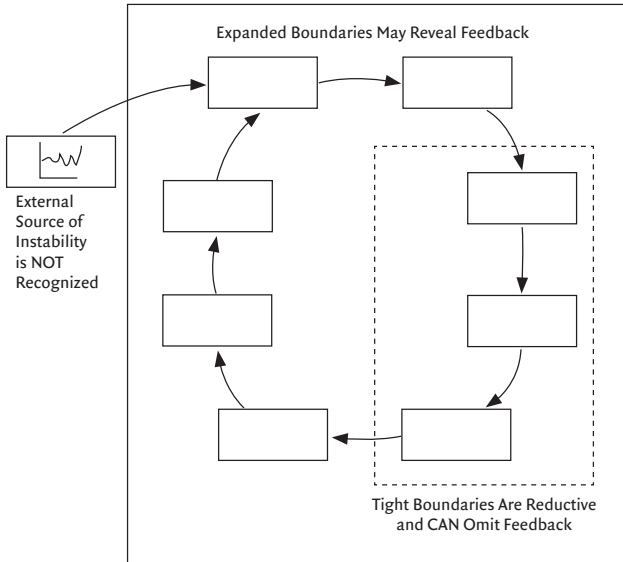 Expanded Boundaries May Reveal Feedback
External
Source of
Instability
is NOT
Recognized
Tight Boundaries Are Reductive
and CAN Omit Feedback